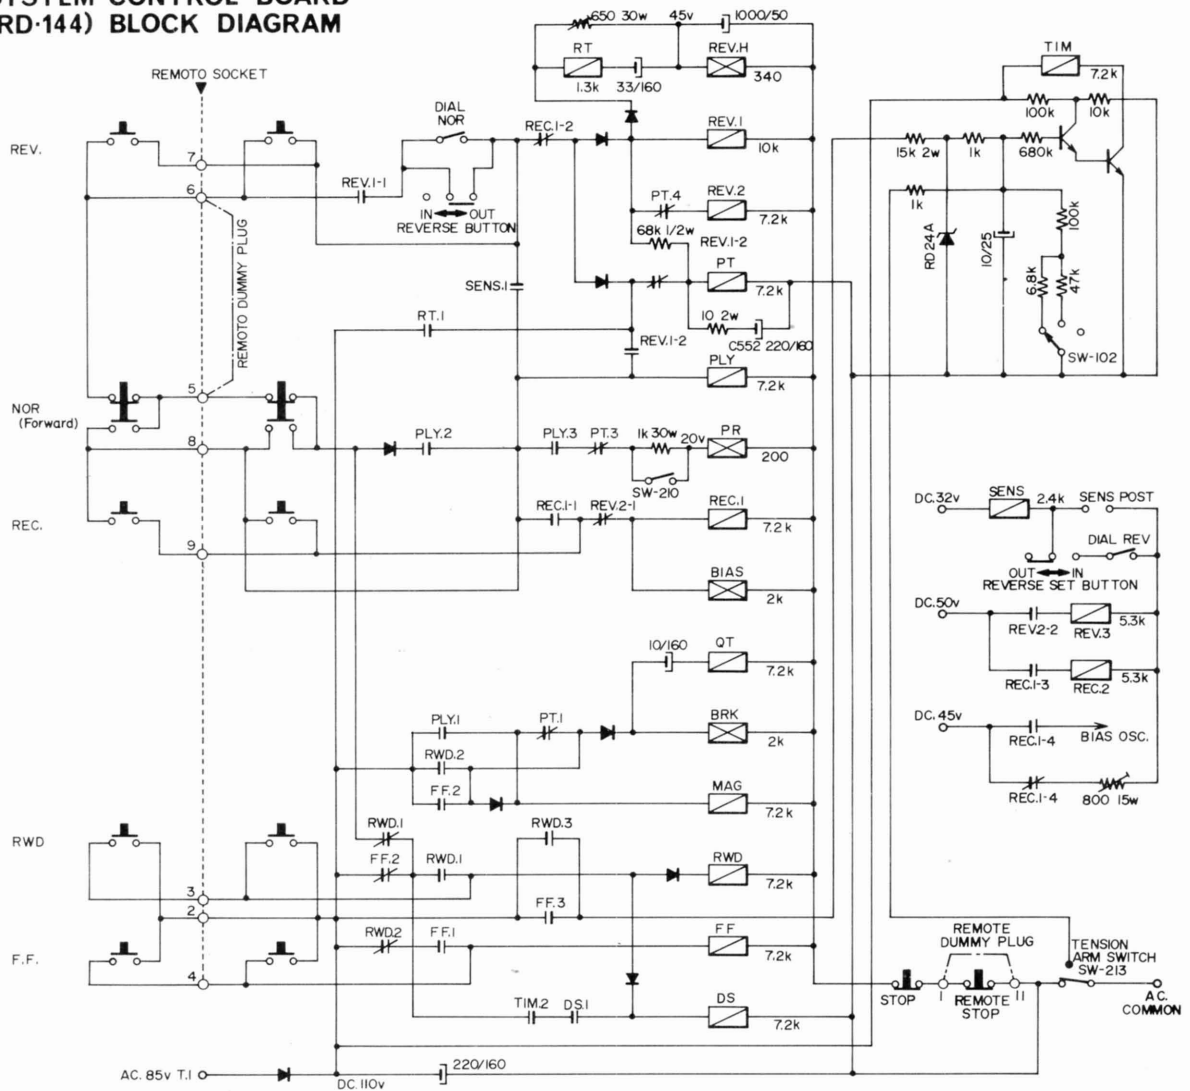 SYSTEM CONTROL BOARD
(RD·144) BLOCK DIAGRAM
REMOTO SOCKET
650 30w
45v
1000/50
RT
1.3k
33/160
REV.H
340
TIM
7.2k
100k
10k
REV.
7
6
DIAL
NOR
REC.1-2
REV.1
10k
15k 2w
1k
680k
REV.1-1
IN OUT
REVERSE BUTTON
PT.4
REV.2
7.2k
68k 1/2w
REV.1-2
1k
RD24A
10/25
100k
6.8k
47k
SW-102
REMOTO DUMMY PLUG
SENS.1
PT
7.2k
10 2w
C552 220/160
RT.1
REV.1-2
PLY
7.2k
NOR
(Forward)
5
8
PLY.2
PLY.3
PT.3
1k 30w
20v
PR
200
SW-210
REC.
9
REC.1-1
REV.2-1
REC.1
7.2k
BIAS
2k
DC.32v
SENS
2.4k
SENS POST
DIAL REV
OUT IN
REVERSE SET BUTTON
DC.50v
REV.2-2
REV.3
5.3k
REC.1-3
REC.2
5.3k
DC.45v
REC.1-4
BIAS OSC.
REC.1-4
800 15w
10/160
QT
7.2k
PLY.1
PT.1
BRK
2k
RWD.2
FF.2
MAG
7.2k
RWD
3
2
RWD.1
RWD.3
FF.2
RWD.1
RWD
7.2k
FF.3
F.F.
4
RWD.2
FF.1
FF
7.2k
TIM.2
DS.1
DS
7.2k
REMOTE
DUMMY PLUG
STOP
1
REMOTE
STOP
11
TENSION
ARM SWITCH
SW-213
A.C.
COMMON
AC. 85v T.1
DC.110v
220/160